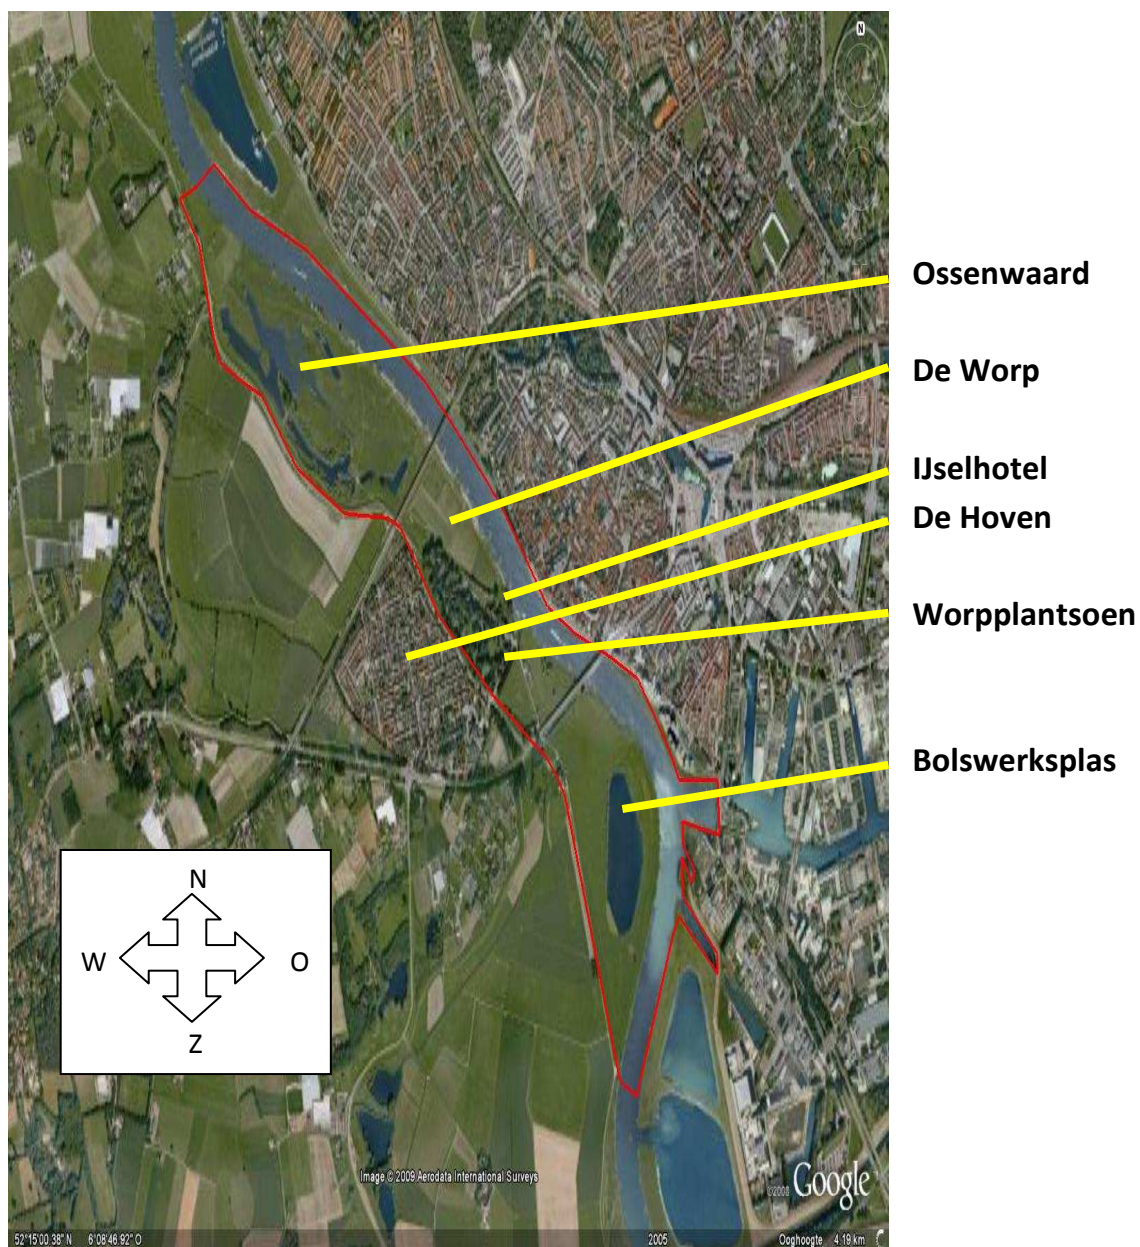 N
Ossenwaard
De Worp
IJselhotel
De Hoven
Worpplantsoen
Bolswerksplas
N
W O
Z
Image © 2009 Aerodata International Surveys
©2008 Google
52°15'00.38" N 6°08'46.92" O 2005 Ooghoogte 4.19 km